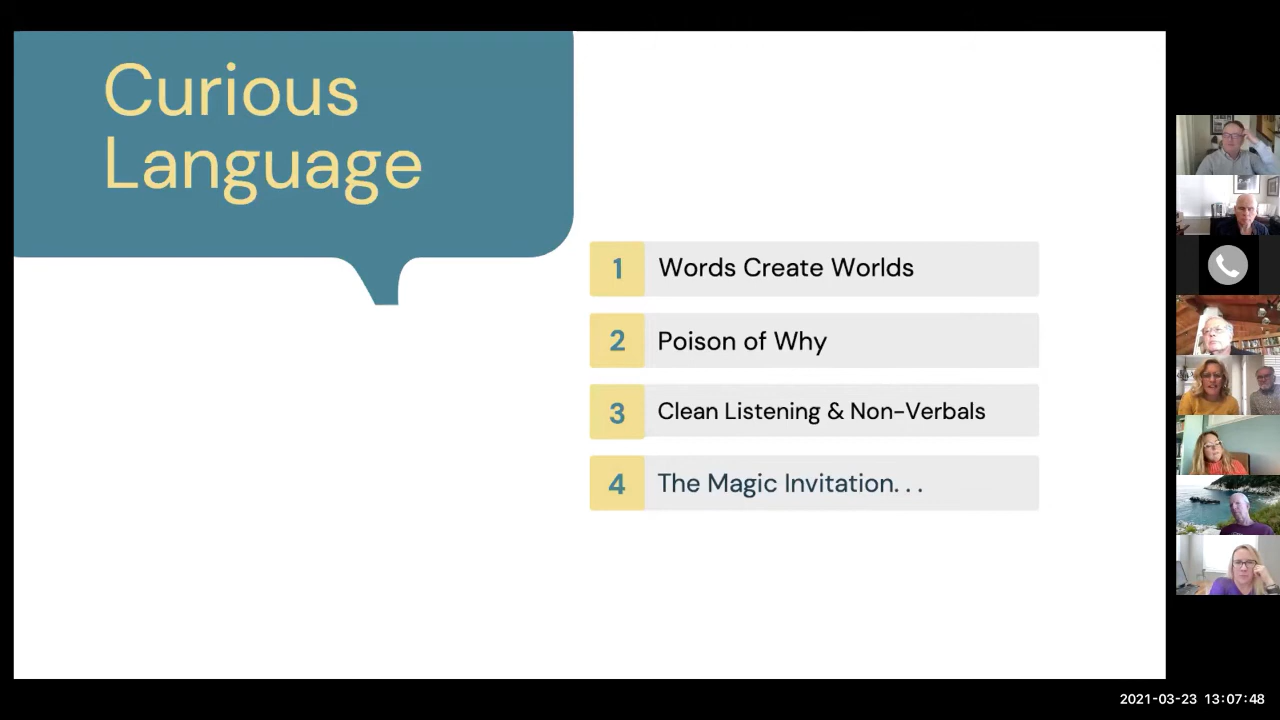 Curious
Language
1 Words Create Worlds
2 Poison of Why
3 Clean Listening & Non-Verbals
4 The Magic Invitation. . .
2021-03-23 13:07:48